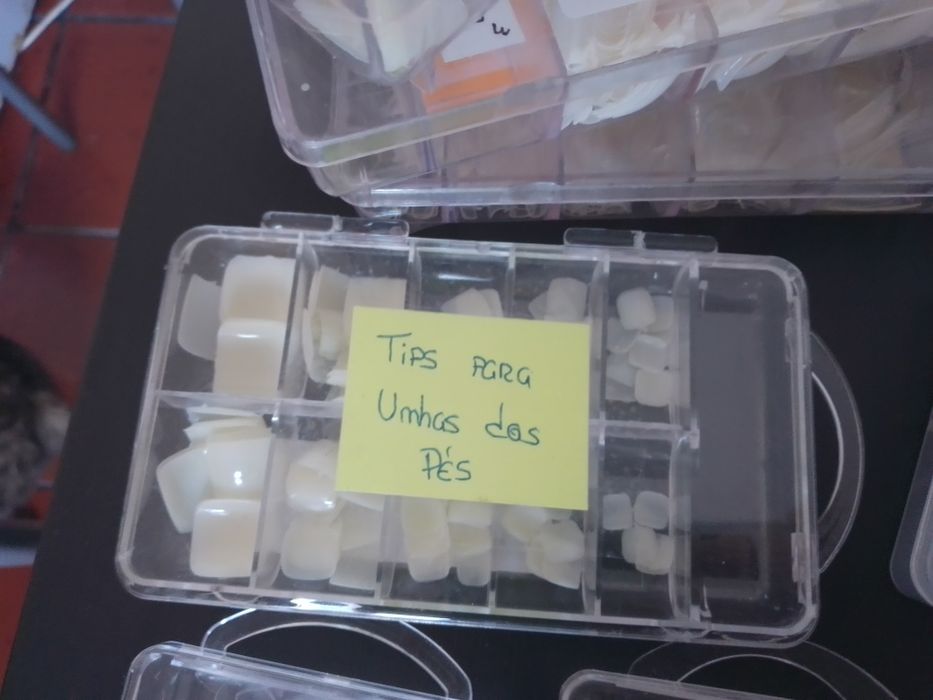 Tips para
Unhas dos
Pés